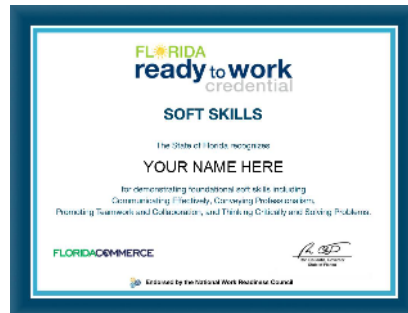 FLORIDA
ready to work
credential
SOFT SKILLS
The State of Florida recognizes
YOUR NAME HERE
for demonstrating foundational soft skills including
Communicating Effectively, Conveying Professionalism,
Promoting Teamwork and Collaboration, and Thinking Critically and Solving Problems.
FLORIDACOMMERCE
Endorsed by the National Work Readiness Council